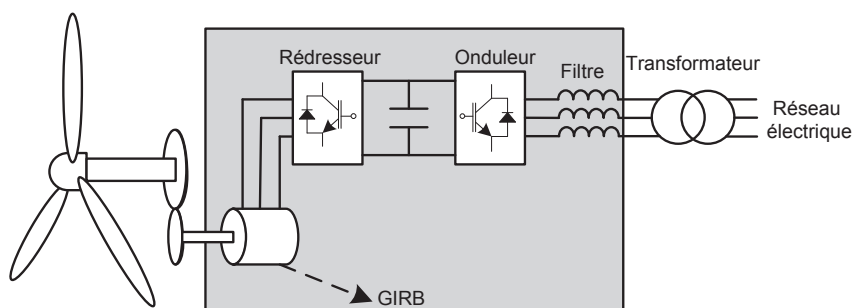 Rédresseur
Onduleur
Filtre
Transformateur
Réseau
électrique
GIRB